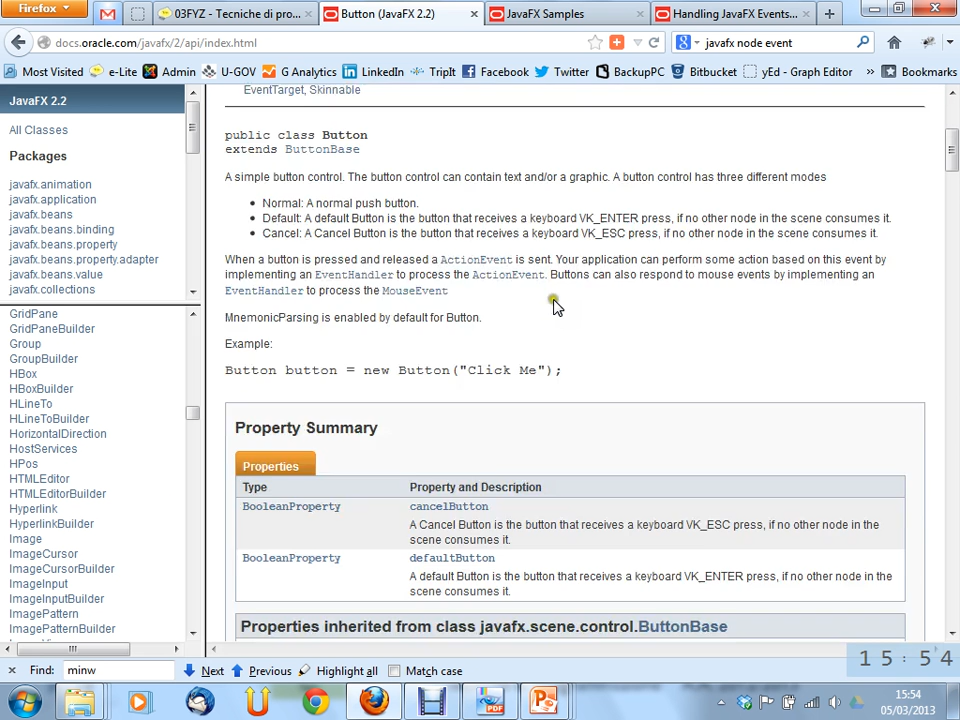 Firefox
03FYZ - Tecniche di pro...
Button (JavaFX 2.2)
JavaFX Samples
Handling JavaFX Events...
docs.oracle.com/javafx/2/api/index.html
javafx node event
Most Visited
e-Lite
Admin
U-GOV
G Analytics
LinkedIn
TripIt
Facebook
Twitter
BackupPC
Bitbucket
yEd - Graph Editor
Bookmarks
JavaFX 2.2
All Classes
Packages
javafx.animation
javafx.application
javafx.beans
javafx.beans.binding
javafx.beans.property
javafx.beans.property.adapter
javafx.beans.value
javafx.collections
GridPane
GridPaneBuilder
Group
GroupBuilder
HBox
HBoxBuilder
HLineTo
HLineToBuilder
HorizontalDirection
HostServices
HPos
HTMLEditor
HTMLEditorBuilder
Hyperlink
HyperlinkBuilder
Image
ImageCursor
ImageCursorBuilder
ImageInput
ImageInputBuilder
ImagePattern
ImagePatternBuilder
EventTarget, Skinnable
public class Button
extends ButtonBase
A simple button control. The button control can contain text and/or a graphic. A button control has three different modes
Normal: A normal push button.
Default: A default Button is the button that receives a keyboard VK_ENTER press, if no other node in the scene consumes it.
Cancel: A Cancel Button is the button that receives a keyboard VK_ESC press, if no other node in the scene consumes it.
When a button is pressed and released a ActionEvent is sent. Your application can perform some action based on this event by
implementing an EventHandler to process the ActionEvent. Buttons can also respond to mouse events by implementing an
EventHandler to process the MouseEvent
MnemonicParsing is enabled by default for Button.
Example:
Button button = new Button("Click Me");
Property Summary
Properties
Type
Property and Description
BooleanProperty
cancelButton
A Cancel Button is the button that receives a keyboard VK_ESC press, if no other node in the
scene consumes it.
BooleanProperty
defaultButton
A default Button is the button that receives a keyboard VK_ENTER press, if no other node in the
scene consumes it.
Properties inherited from class javafx.scene.control.ButtonBase
Find: minw
Next
Previous
Highlight all
Match case
15:54
15:54
05/03/2013